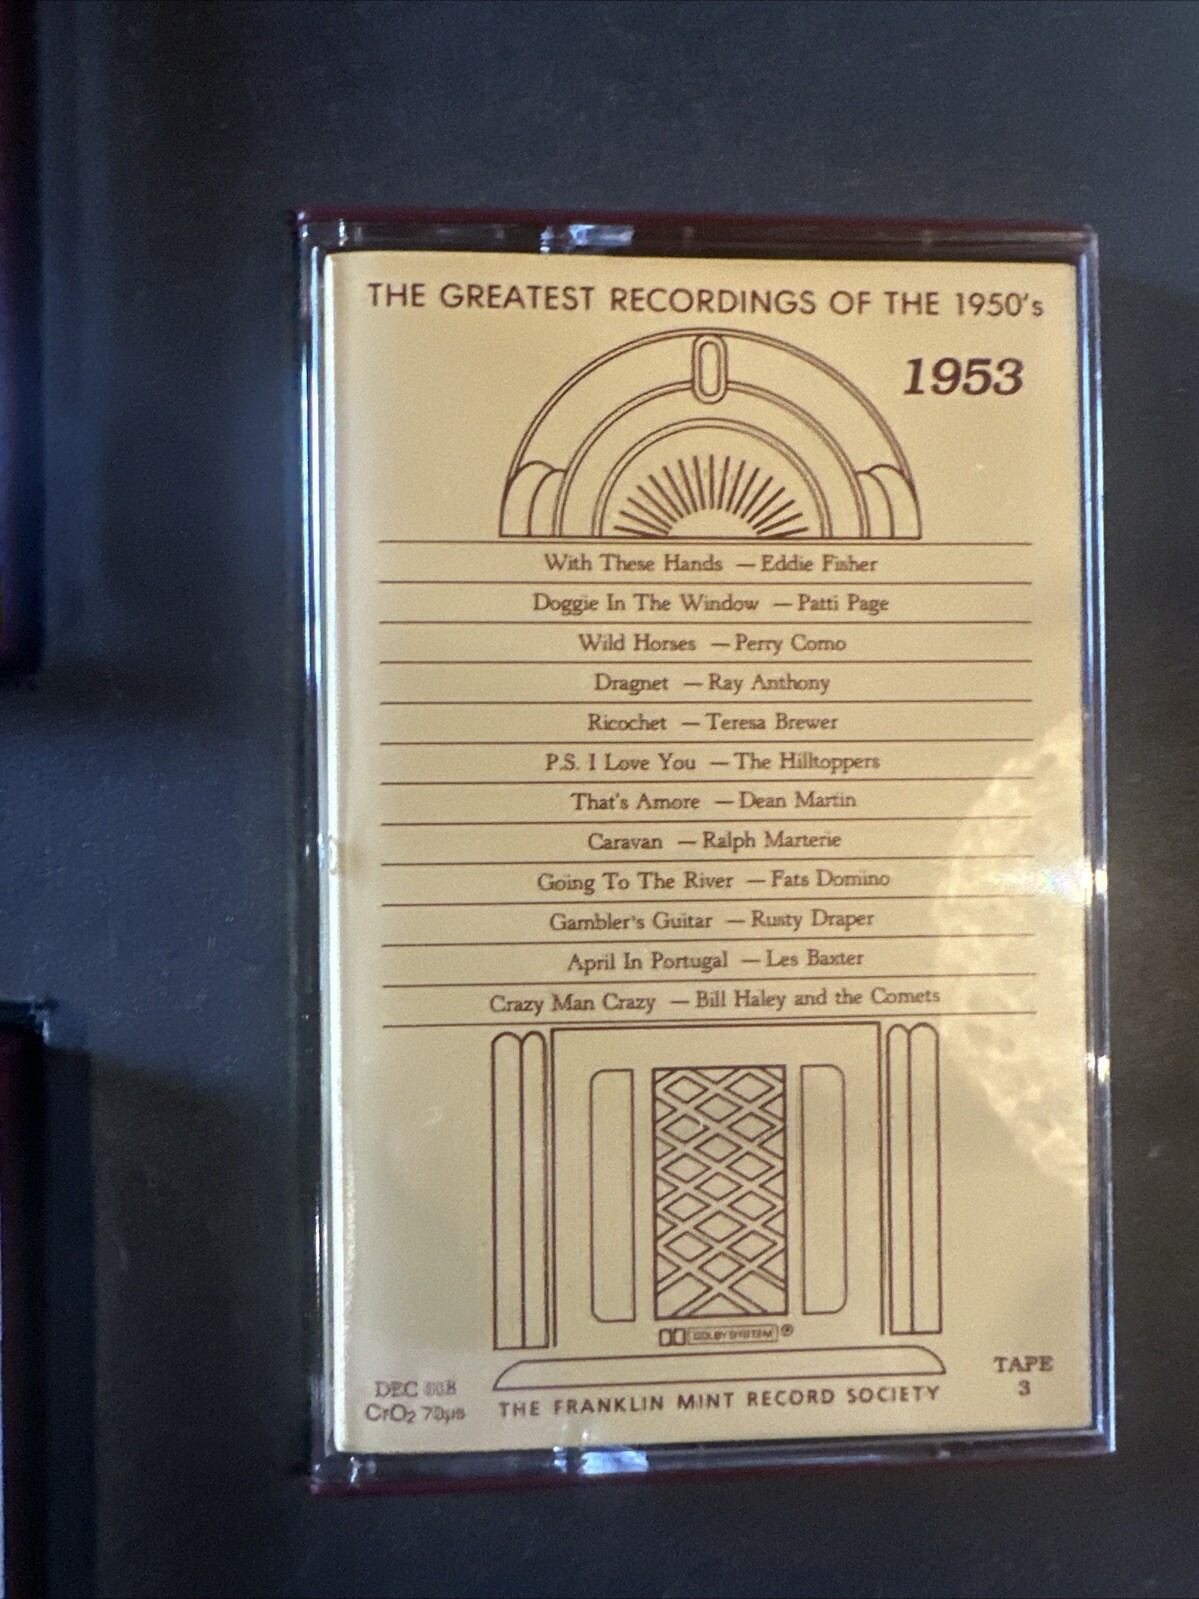 THE GREATEST RECORDINGS OF THE 1950's
1953
With These Hands — Eddie Fisher
Doggie In The Window — Patti Page
Wild Horses — Perry Como
Dragnet — Ray Anthony
Ricochet — Teresa Brewer
P.S. I Love You — The Hilltoppers
That's Amore — Dean Martin
Caravan — Ralph Marterie
Going To The River — Fats Domino
Gambler's Guitar — Rusty Draper
April In Portugal — Les Baxter
Crazy Man Crazy — Bill Haley and the Comets
DOLBY SYSTEM ®
DEC
CrO₂ 70µs
THE FRANKLIN MINT RECORD SOCIETY
TAPE
3